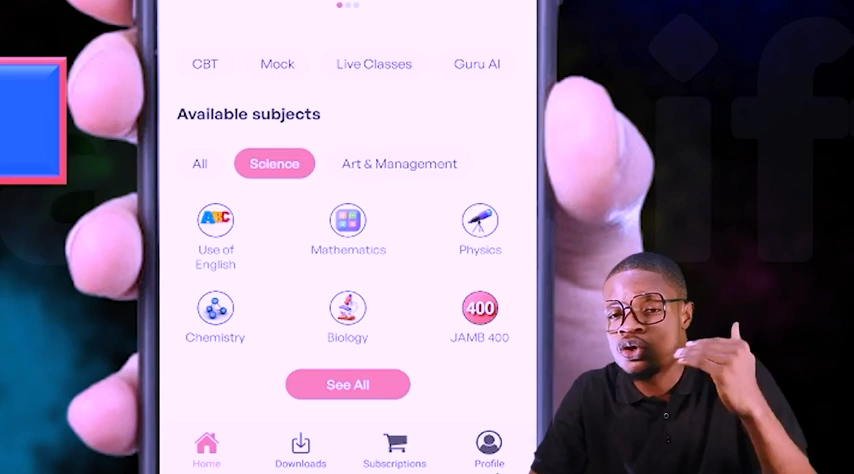 CBT Mock Live Classes Guru AI
Available subjects
All Science Art & Management
ABC
Use of
English
Mathematics
Physics
400
Chemistry
Biology
JAMB 400
See All
Home Downloads Subscriptions Profile